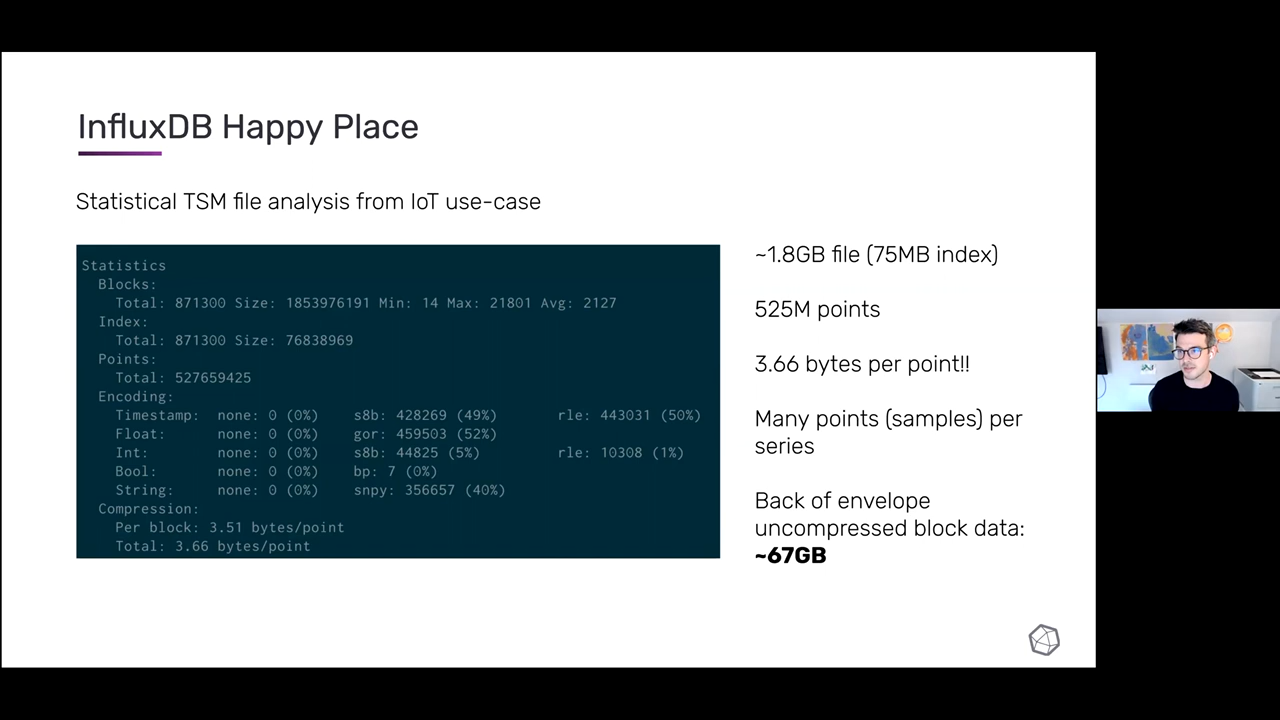 InfluxDB Happy Place
Statistical TSM file analysis from IoT use-case
Statistics
Blocks:
Total: 871300 Size: 1853976191 Min: 14 Max: 21801 Avg: 2127
Index:
Total: 871300 Size: 76838969
Points:
Total: 527659425
Encoding:
Timestamp: none: 0 (0%) s8b: 428269 (49%) rle: 443031 (50%)
Float: none: 0 (0%) gor: 459503 (52%)
Int: none: 0 (0%) s8b: 44825 (5%) rle: 10308 (1%)
Bool: none: 0 (0%) bp: 7 (0%)
String: none: 0 (0%) snpy: 356657 (40%)
Compression:
Per block: 3.51 bytes/point
Total: 3.66 bytes/point
~1.8GB file (75MB index)
525M points
3.66 bytes per point!!
Many points (samples) per
series
Back of envelope
uncompressed block data:
~67GB